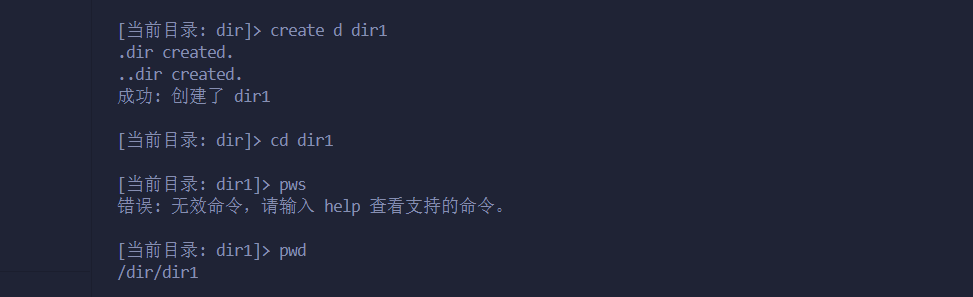 [当前目录: dir]> create d dir1
.dir created.
..dir created.
成功: 创建了 dir1
[当前目录: dir]> cd dir1
[当前目录: dir1]> pws
错误: 无效命令，请输入 help 查看支持的命令。
[当前目录: dir1]> pwd
/dir/dir1